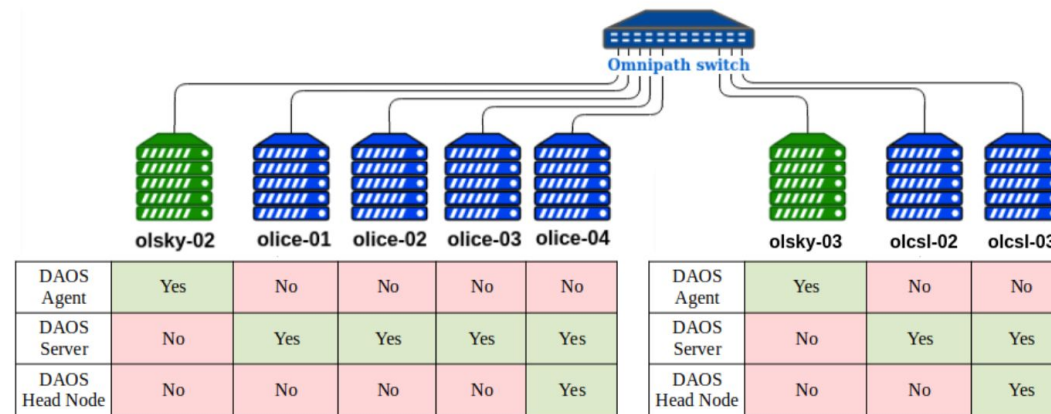 Omnipath switch
olsky-02 olice-01 olice-02 olice-03 olice-04 olsky-03 olcsl-02 olcsl-03
DAOS Agent Yes No No No No
DAOS Server No Yes Yes Yes Yes
DAOS Head Node No No No No Yes
DAOS Agent Yes No No
DAOS Server No Yes Yes
DAOS Head Node No No Yes